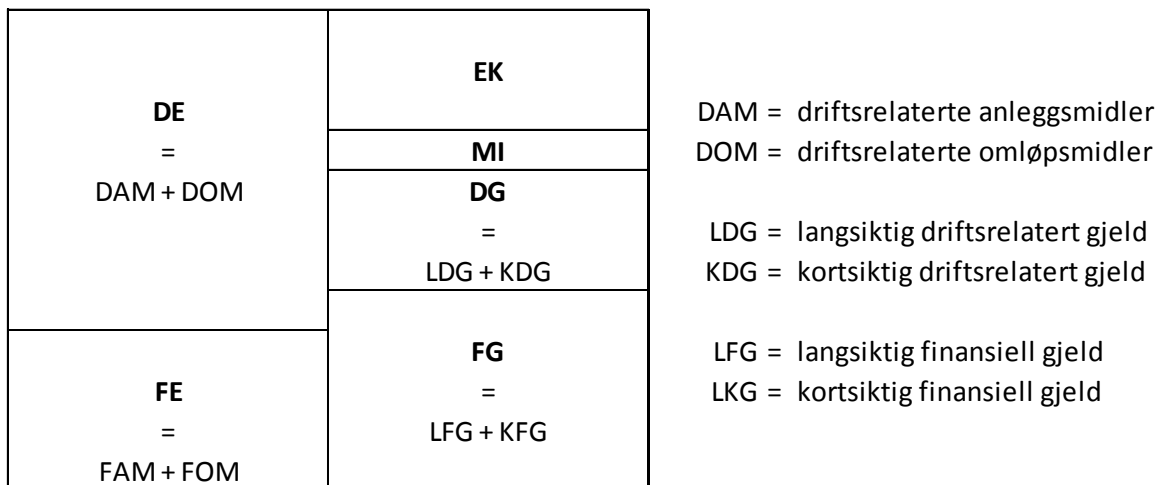 DE
=
DAM + DOM
FE
=
FAM + FOM
EK
MI
DG
=
LDG + KDG
FG
=
LFG + KFG
DAM = driftsrelaterte anleggsmidler
DOM = driftsrelaterte omløpsmidler
LDG = langsiktig driftsrelatert gjeld
KDG = kortsiktig driftsrelatert gjeld
LFG = langsiktig finansiell gjeld
LKG = kortsiktig finansiell gjeld